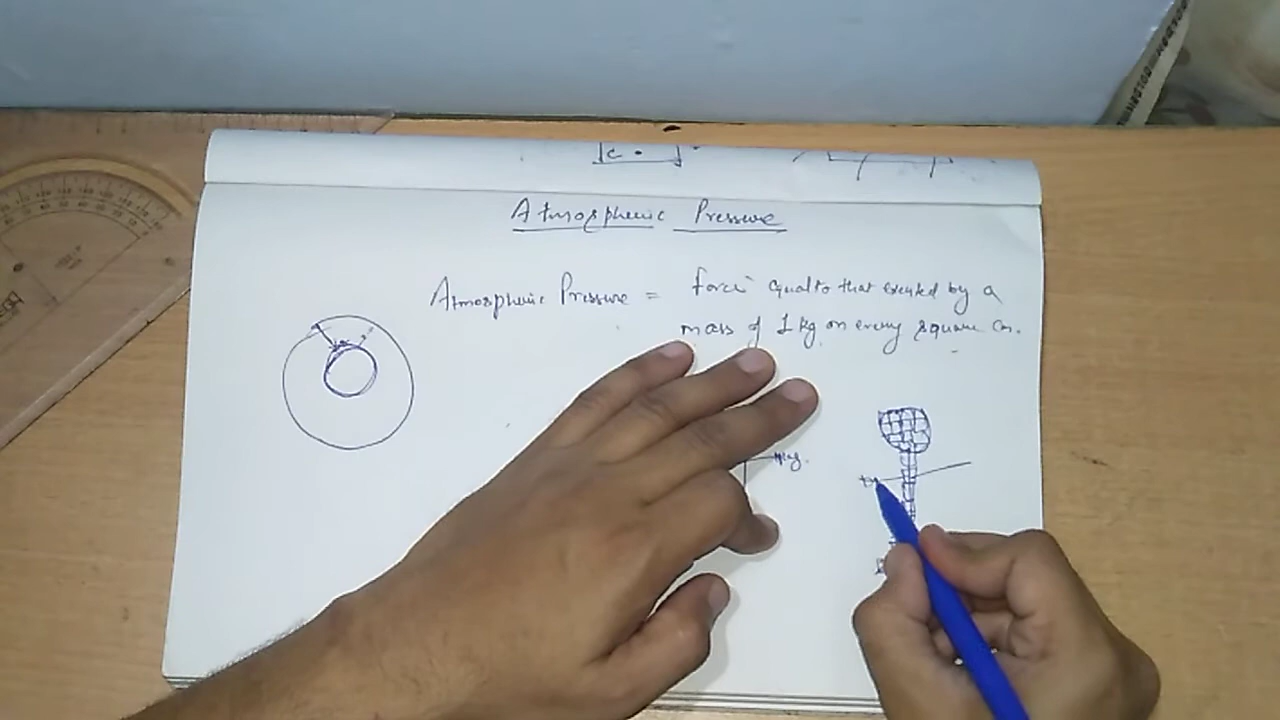 Atmospheric Pressure
Atmospheric Pressure = force equal to that exerted by a
mass of 1 kg on every square cm.